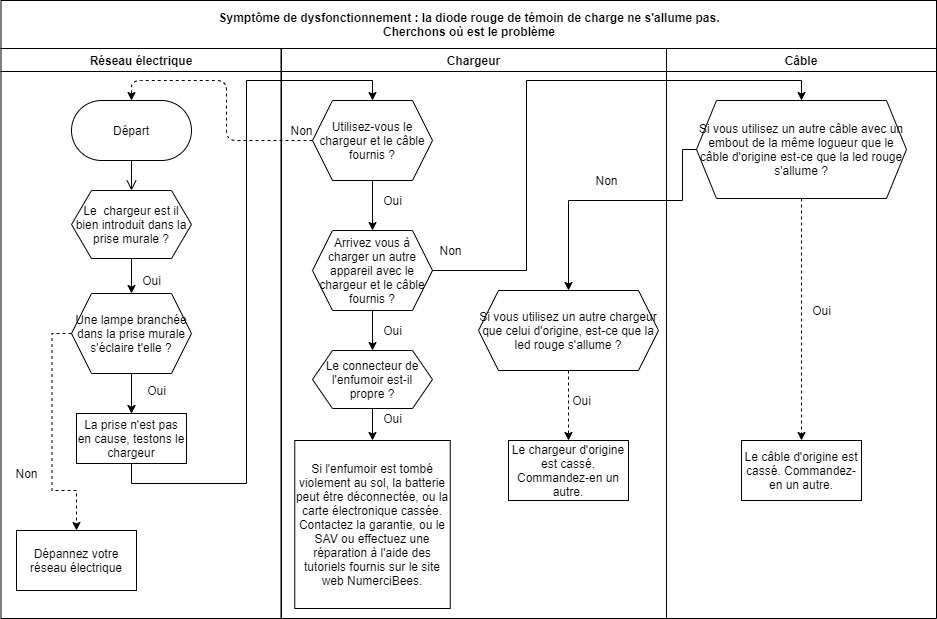 Symptôme de dysfonctionnement : la diode rouge de témoin de charge ne s'allume pas.
Cherchons où est le problème
Réseau électrique
Chargeur
Câble
Départ
Le chargeur est il
bien introduit dans la
prise murale ?
Oui
Une lampe branchée
dans la prise murale
s'éclaire t'elle ?
Oui
La prise n'est pas
en cause, testons le
chargeur
Non
Dépannez votre
réseau électrique
Non
Utilisez-vous le
chargeur et le câble
fournis ?
Oui
Arrivez vous à
charger un autre
appareil avec le
chargeur et le câble
fournis ?
Non
Oui
Le connecteur de
l'enfumoir est-il
propre ?
Oui
Si l'enfumoir est tombé
violement au sol, la batterie
peut être déconnectée, ou la
carte électronique cassée.
Contactez la garantie, ou le
SAV ou effectuez une
réparation à l'aide des
tutoriels fournis sur le site
web NumerciBees.
Non
Si vous utilisez un autre chargeur
que celui d'origine, est-ce que la
led rouge s'allume ?
Oui
Le chargeur d'origine
est cassé.
Commandez-en un
autre.
Si vous utilisez un autre câble avec un
embout de la même logueur que le
câble d'origine est-ce que la led rouge
s'allume ?
Oui
Le câble d'origine est
cassé. Commandez-
en un autre.